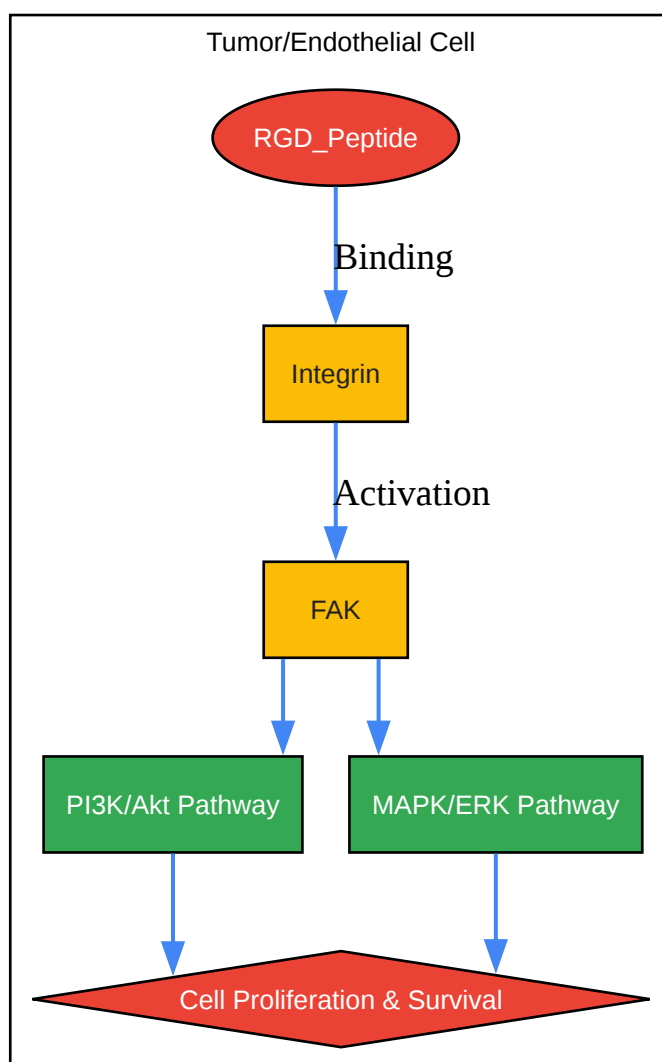 Tumor/Endothelial Cell
RGD_Peptide
Binding
Integrin
Activation
FAK
PI3K/Akt Pathway
MAPK/ERK Pathway
Cell Proliferation & Survival